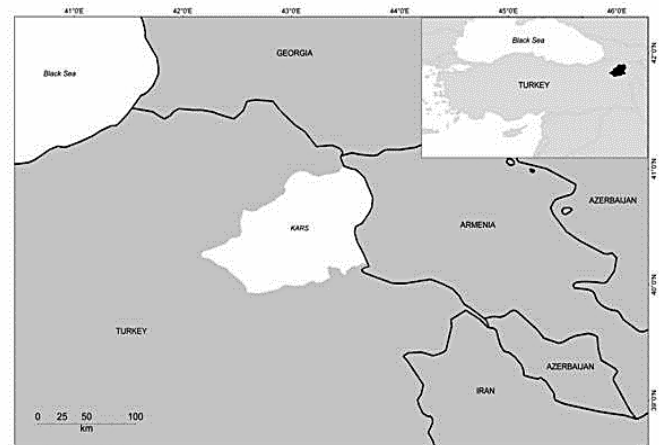 41°0'E 42°0'E 43°0'E 44°0'E 45°0'E 46°0'E
Black Sea
GEORGIA
Black Sea
TURKEY
42°0'N
41°0'N
AZERBAIJAN
KARS
ARMENIA
40°0'N
TURKEY
AZERBAIJAN
IRAN
39°0'N
0 25 50 100
km